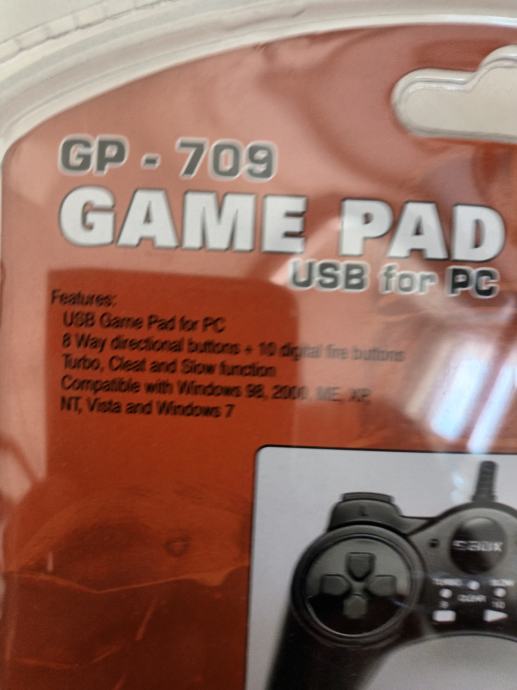 GP - 709
GAME PAD
USB for PC
Features:
USB Game Pad for PC
8 Way directional buttons + 10 digital fire buttons
Turbo, Cleat and Slow function
Compatible with Windows 98, 2000, ME, XP,
NT, Vista and Windows 7
L
SBOX
TURBO SLOW
CLEAR